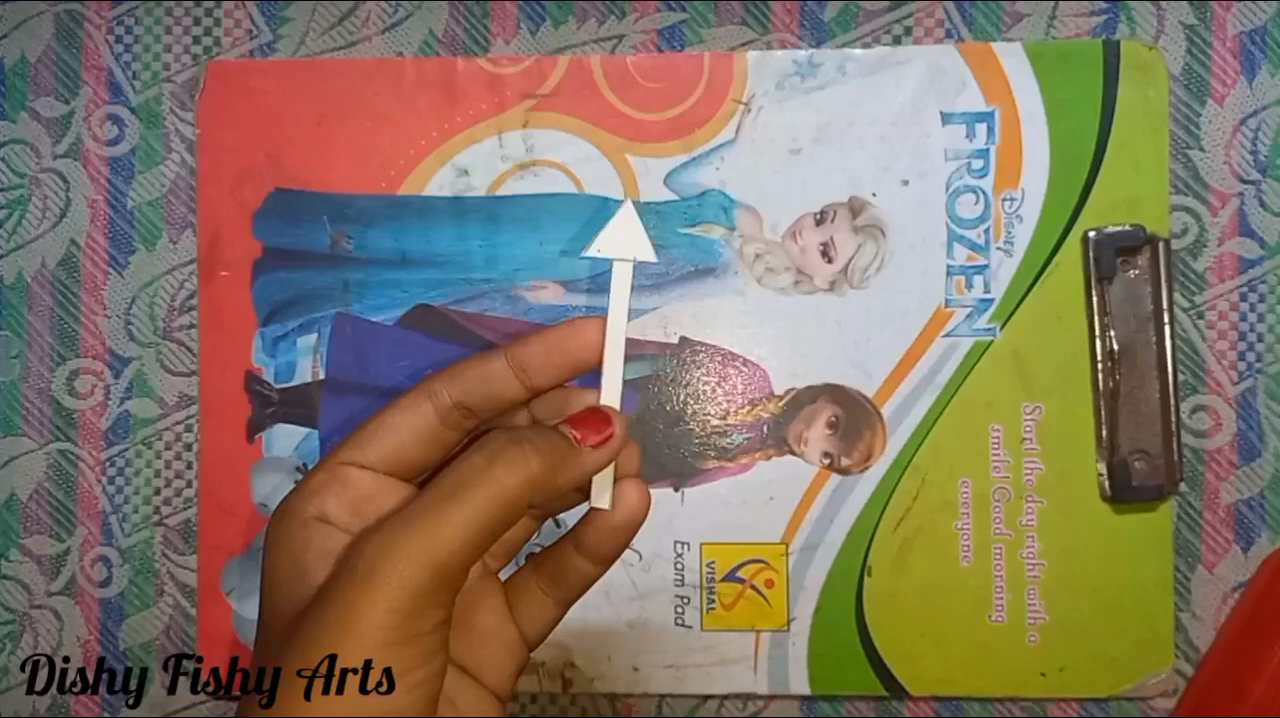 DISNEY
FROZEN
Start the day right with a
smile! Good morning
everyone
VISHAL
Exam Pad
Dishy Fishy Arts